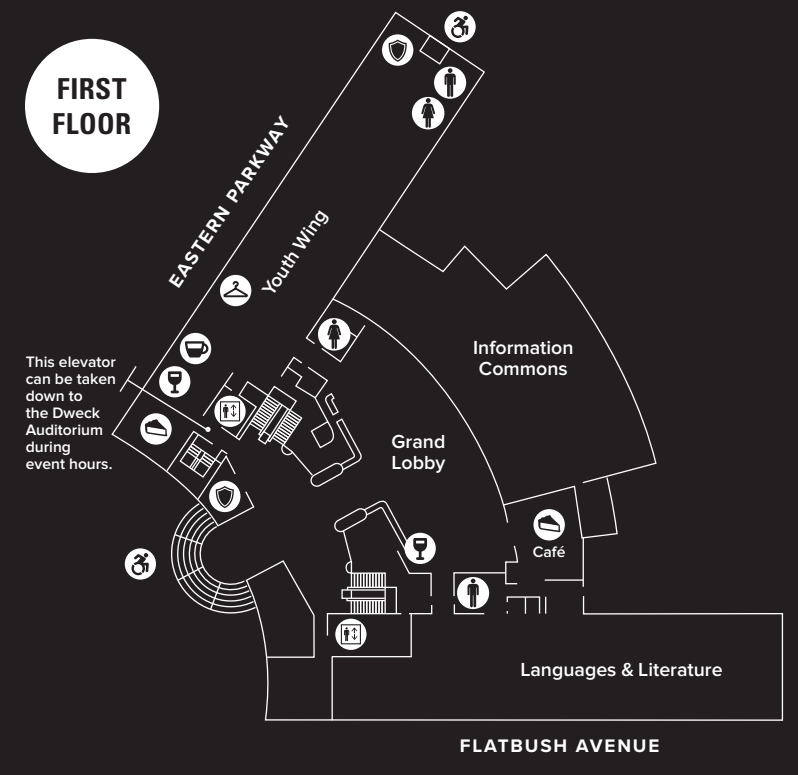 FIRST
FLOOR
EASTERN PARKWAY
Youth Wing
This elevator
can be taken
down to
the Dweck
Auditorium
during
event hours.
Information
Commons
Grand
Lobby
Café
Languages & Literature
FLATBUSH AVENUE